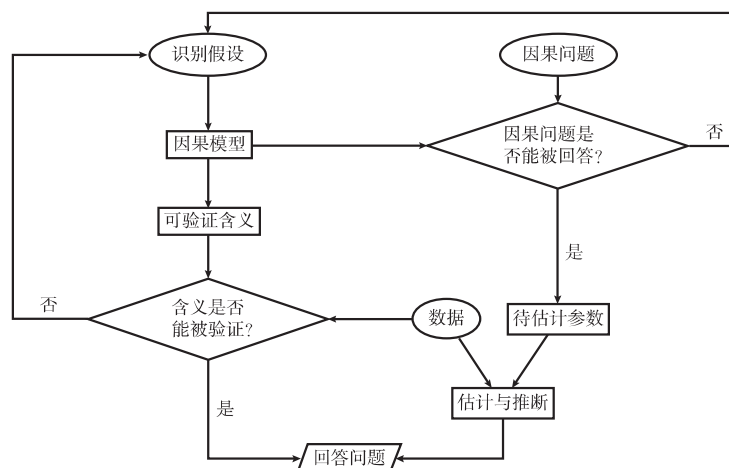 识别假设
因果问题
因果问题是
否能被回答?
否
因果模型
可验证含义
是
否
含义是否
能被验证?
数据
待估计参数
是
估计与推断
回答问题